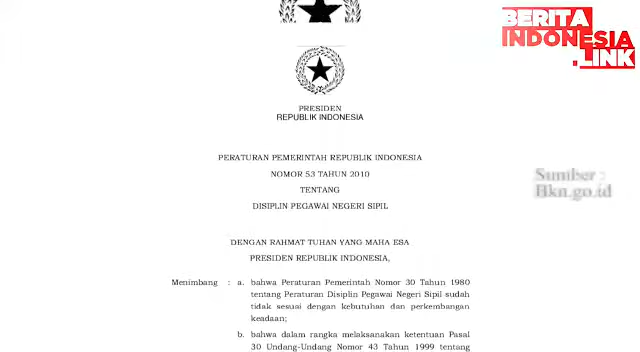 BERITA
INDONESIA
.LINK
PRESIDEN
REPUBLIK INDONESIA
PERATURAN PEMERINTAH REPUBLIK INDONESIA
NOMOR 53 TAHUN 2010
TENTANG
DISIPLIN PEGAWAI NEGERI SIPIL
Sumber :
Bkn.go.id
DENGAN RAHMAT TUHAN YANG MAHA ESA
PRESIDEN REPUBLIK INDONESIA,
Menimbang : a. bahwa Peraturan Pemerintah Nomor 30 Tahun 1980
tentang Peraturan Disiplin Pegawai Negeri Sipil sudah
tidak sesuai dengan kebutuhan dan perkembangan
keadaan;
b. bahwa dalam rangka melaksanakan ketentuan Pasal
30 Undang-Undang Nomor 43 Tahun 1999 tentang